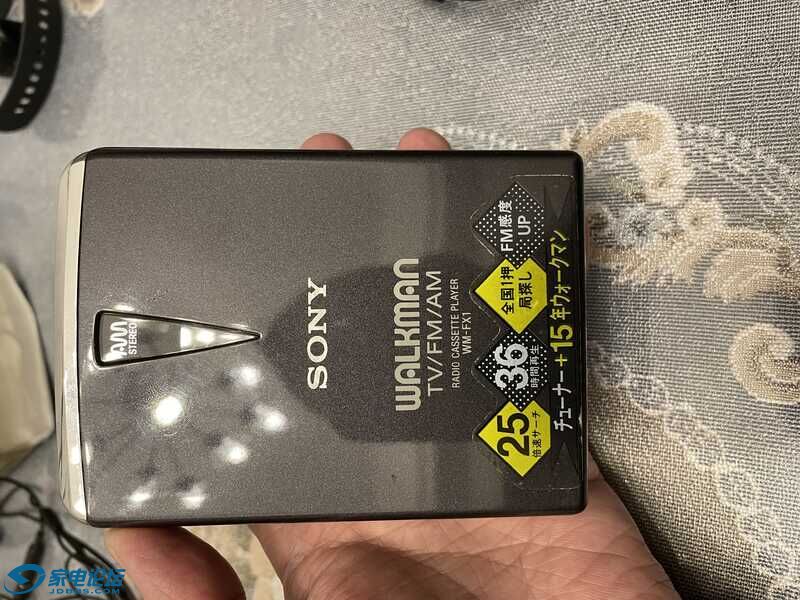 AM
STEREO
SONY
WALKMAN
TV/FM/AM
RADIO CASSETTE PLAYER
WM-FX1
25
倍速サーチ
36
時間再生
全国1押
局探し
FM感度
UP
チューナー+15年ウォークマン
家电论坛
JDBBS.COM